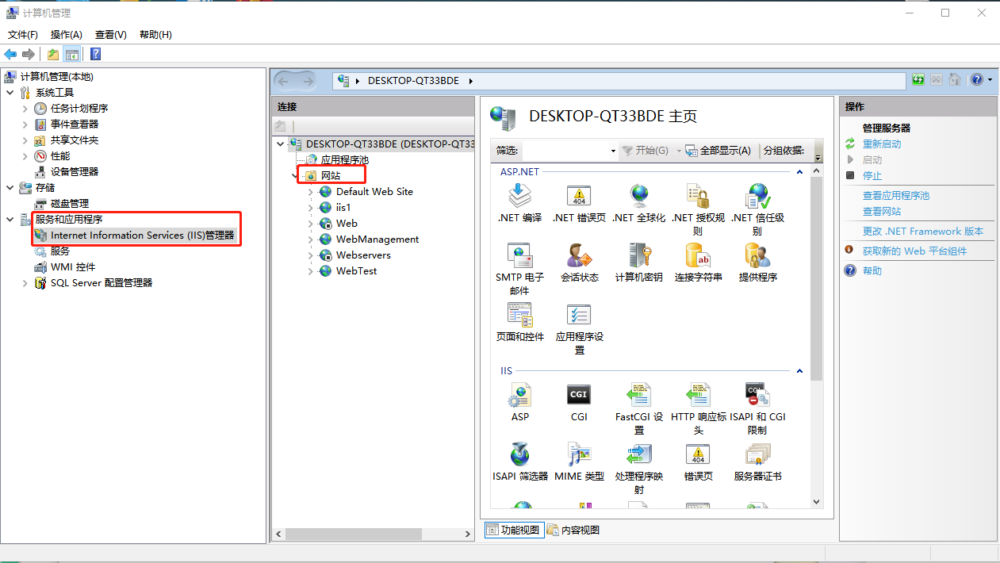 计算机管理
文件(F) 操作(A) 查看(V) 帮助(H)
计算机管理(本地)
系统工具
任务计划程序
事件查看器
共享文件夹
性能
设备管理器
存储
磁盘管理
服务和应用程序
Internet Information Services (IIS)管理器
服务
WMI 控件
SQL Server 配置管理器
DESKTOP-QT33BDE
连接
DESKTOP-QT33BDE (DESKTOP-QT33
应用程序池
网站
Default Web Site
iis1
Web
WebManagement
Webservers
WebTest
DESKTOP-QT33BDE 主页
筛选: 开始(G) 全部显示(A) 分组依据:
ASP.NET
.NET 编译
.NET 错误页
.NET 全球化
.NET 授权规
则
.NET 信任级
别
SMTP 电子
邮件
会话状态
计算机密钥
连接字符串
提供程序
页面和控件
应用程序设
置
IIS
ASP
CGI
FastCGI 设
置
HTTP 响应标
头
ISAPI 和 CGI
限制
ISAPI 筛选器
MIME 类型
处理程序映
射
错误页
服务器证书
功能视图 内容视图
操作
管理服务器
重新启动
启动
停止
查看应用程序池
查看网站
更改 .NET Framework 版本
获取新的 Web 平台组件
帮助